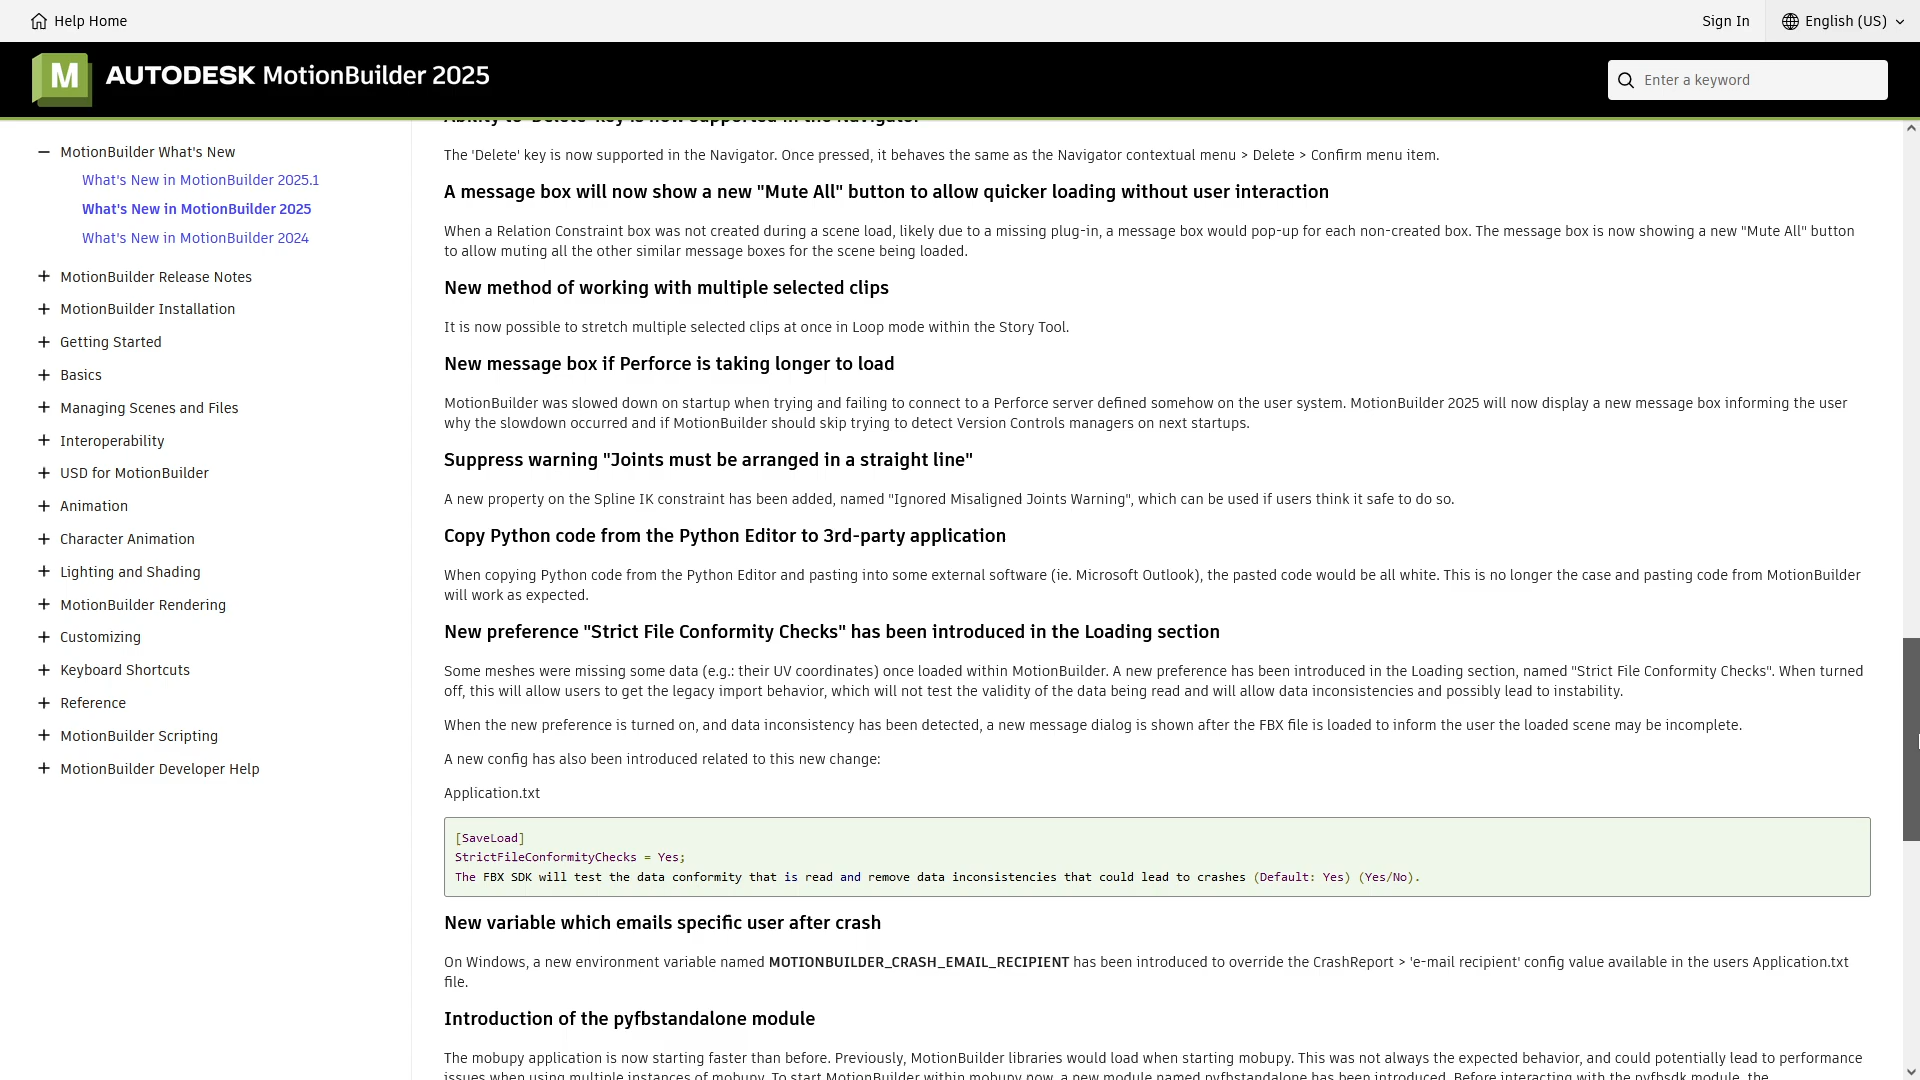 Help Home
Sign In
English (US)
M
AUTODESK MotionBuilder 2025
Enter a keyword
MotionBuilder What's New
What's New in MotionBuilder 2025.1
What's New in MotionBuilder 2025
What's New in MotionBuilder 2024
MotionBuilder Release Notes
MotionBuilder Installation
Getting Started
Basics
Managing Scenes and Files
Interoperability
USD for MotionBuilder
Animation
Character Animation
Lighting and Shading
MotionBuilder Rendering
Customizing
Keyboard Shortcuts
Reference
MotionBuilder Scripting
MotionBuilder Developer Help
Ability to 'Delete' key is now supported in the Navigator
The 'Delete' key is now supported in the Navigator. Once pressed, it behaves the same as the Navigator contextual menu > Delete > Confirm menu item.
A message box will now show a new "Mute All" button to allow quicker loading without user interaction
When a Relation Constraint box was not created during a scene load, likely due to a missing plug-in, a message box would pop-up for each non-created box. The message box is now showing a new "Mute All" button
to allow muting all the other similar message boxes for the scene being loaded.
New method of working with multiple selected clips
It is now possible to stretch multiple selected clips at once in Loop mode within the Story Tool.
New message box if Perforce is taking longer to load
MotionBuilder was slowed down on startup when trying and failing to connect to a Perforce server defined somehow on the user system. MotionBuilder 2025 will now display a new message box informing the user
why the slowdown occurred and if MotionBuilder should skip trying to detect Version Controls managers on next startups.
Suppress warning "Joints must be arranged in a straight line"
A new property on the Spline IK constraint has been added, named "Ignored Misaligned Joints Warning", which can be used if users think it safe to do so.
Copy Python code from the Python Editor to 3rd-party application
When copying Python code from the Python Editor and pasting into some external software (ie. Microsoft Outlook), the pasted code would be all white. This is no longer the case and pasting code from MotionBuilder
will work as expected.
New preference "Strict File Conformity Checks" has been introduced in the Loading section
Some meshes were missing some data (e.g.: their UV coordinates) once loaded within MotionBuilder. A new preference has been introduced in the Loading section, named "Strict File Conformity Checks". When turned
off, this will allow users to get the legacy import behavior, which will not test the validity of the data being read and will allow data inconsistencies and possibly lead to instability.
When the new preference is turned on, and data inconsistency has been detected, a new message dialog is shown after the FBX file is loaded to inform the user the loaded scene may be incomplete.
A new config has also been introduced related to this new change:
Application.txt
[SaveLoad]
StrictFileConformityChecks = Yes;
The FBX SDK will test the data conformity that is read and remove data inconsistencies that could lead to crashes (Default: Yes) (Yes/No).
New variable which emails specific user after crash
On Windows, a new environment variable named MOTIONBUILDER_CRASH_EMAIL_RECIPIENT has been introduced to override the CrashReport > 'e-mail recipient' config value available in the users Application.txt
file.
Introduction of the pyfbstandalone module
The mobupy application is now starting faster than before. Previously, MotionBuilder libraries would load when starting mobupy. This was not always the expected behavior, and could potentially lead to performance
issues when using multiple instances of mobupy. To start MotionBuilder within mobupy now, a new module named pyfbstandalone has been introduced. Before interacting with the pyfbsdk module, the